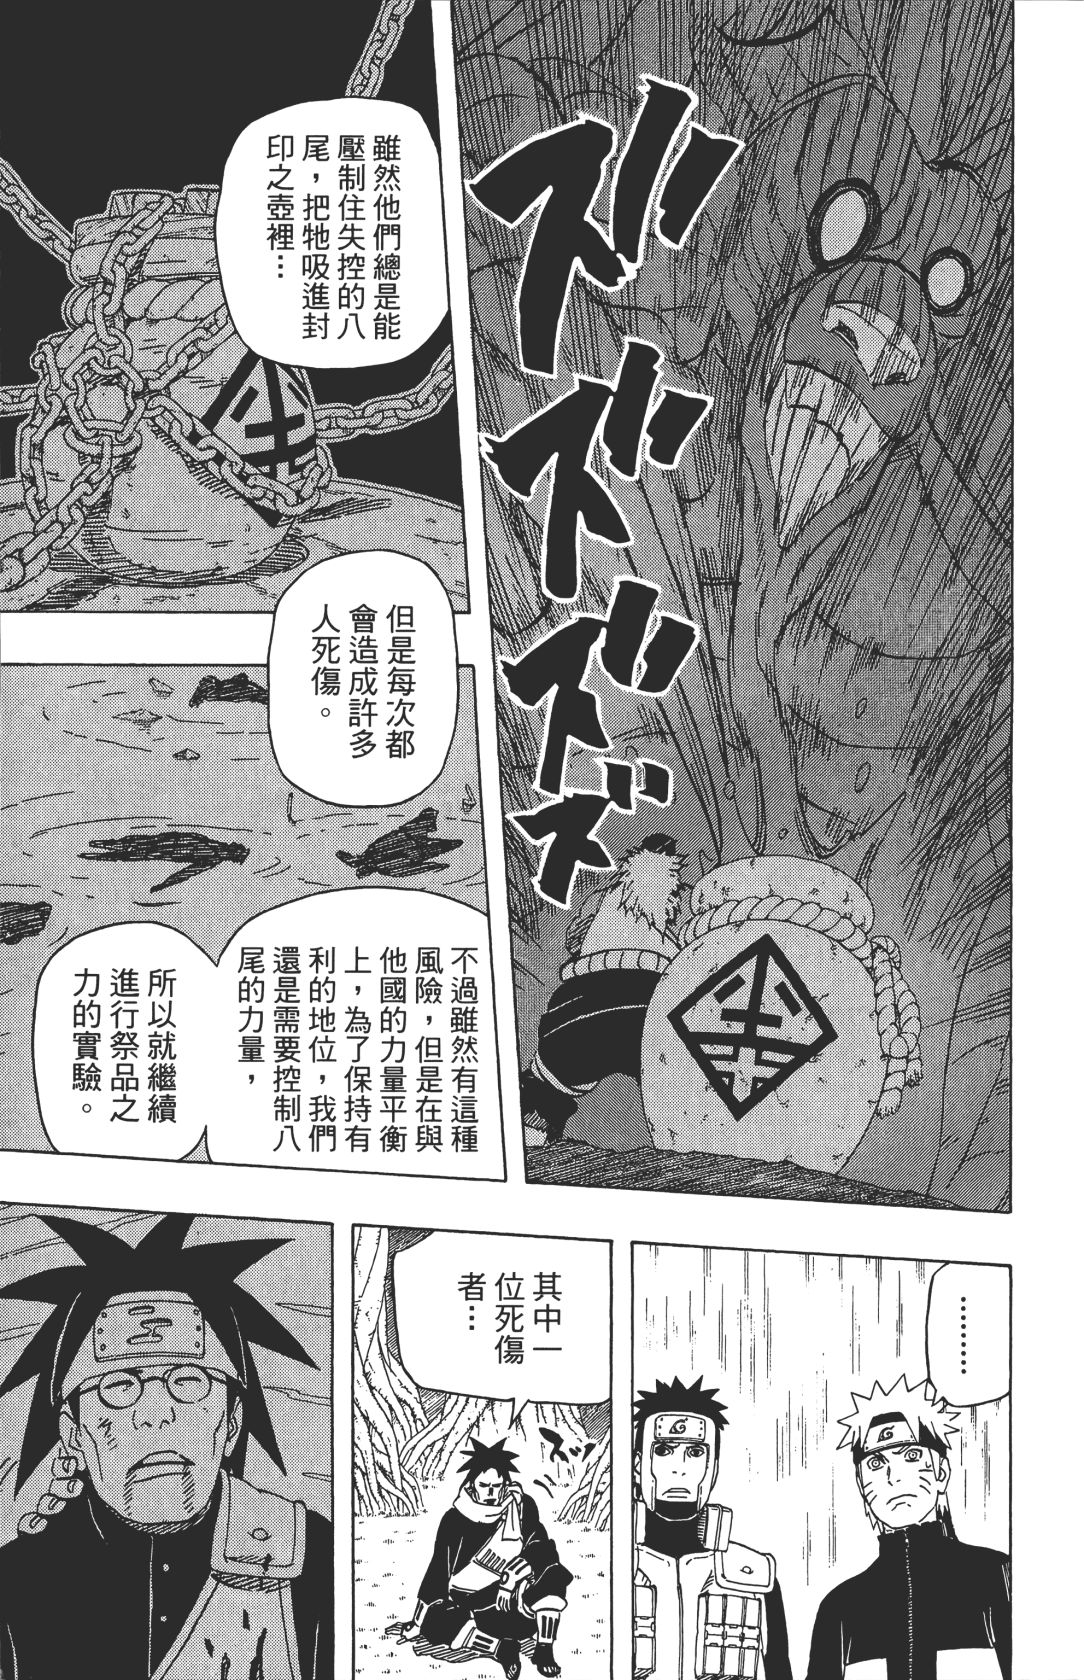 ズズズズ
雖然他們總是能
壓制住失控的八
尾，把牠吸進封
印之壺裡…
但是每次都
會造成許多
人死傷。
不過雖然有這種
風險，但是在與
他國的力量平衡
上，為了保持有
利的地位，我們
還是需要控制八
尾的力量，
所以就繼續
進行祭品之
力的實驗。
………
其中一
位死傷
者…